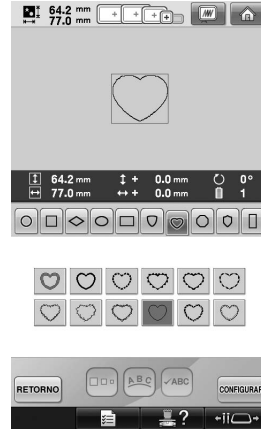 64.2 mm
77.0 mm
64.2 mm + 0.0 mm 0°
77.0 mm + 0.0 mm 1
ABC ABC
RETORNO CONFIGURAR
?